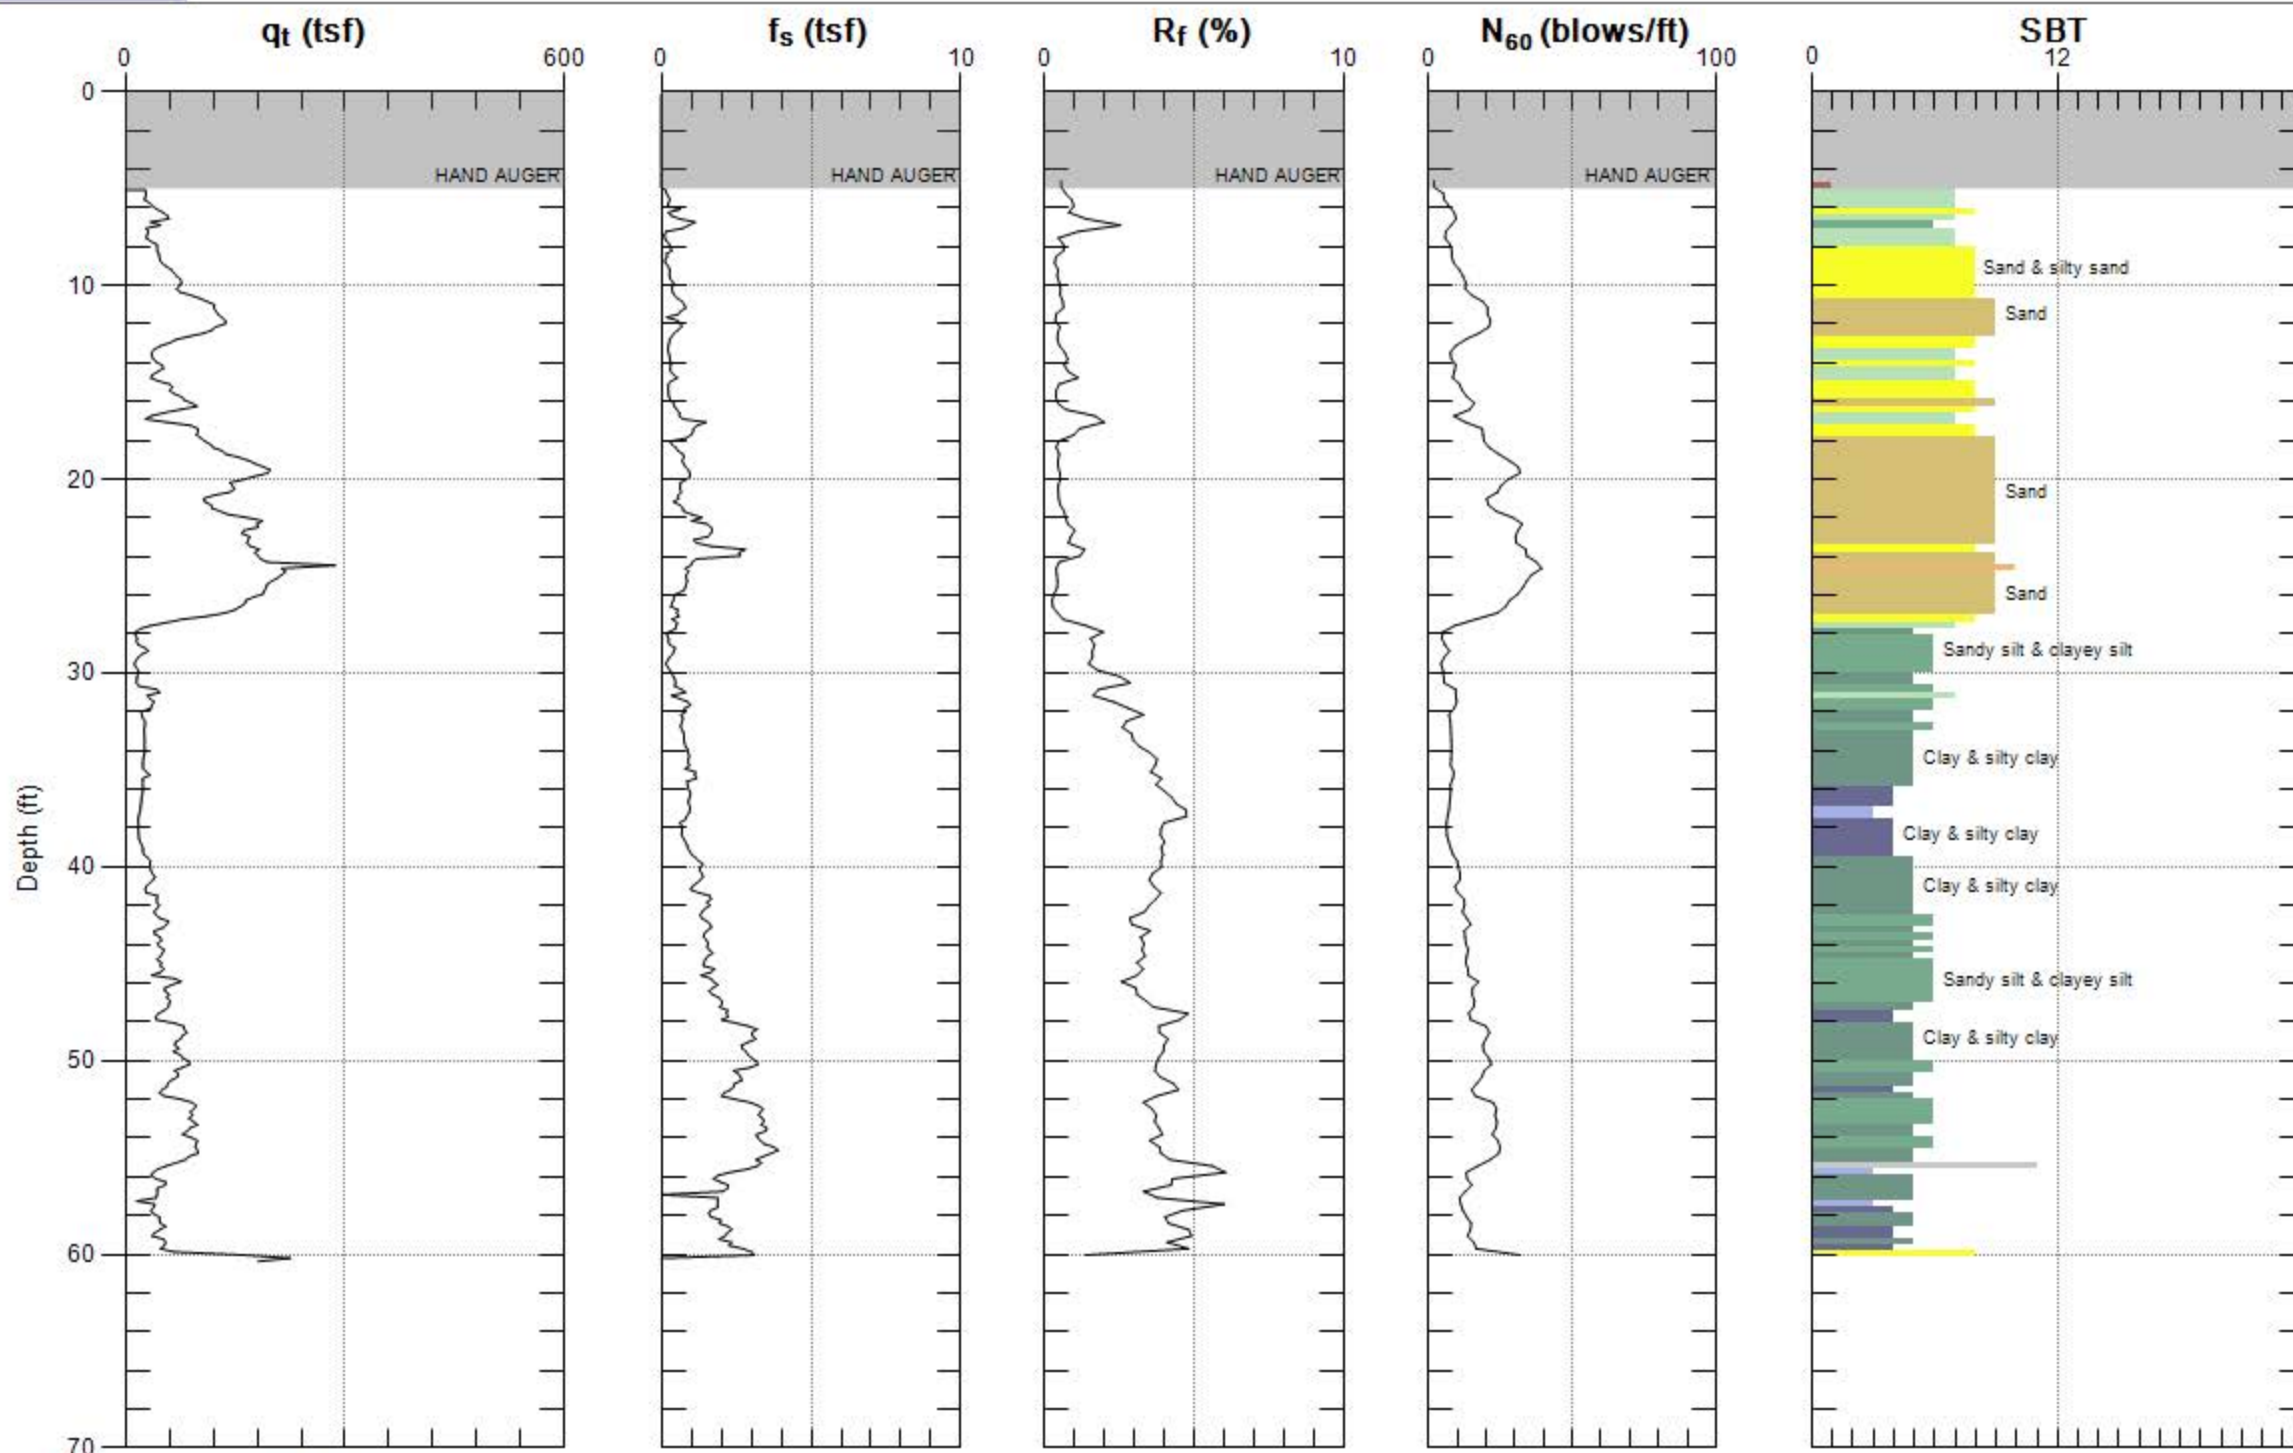 qt (tsf)
fs (tsf)
Rf (%)
N60 (blows/ft)
SBT
0
600
0
10
0
10
0
100
0
12
0
HAND AUGER
HAND AUGER
HAND AUGER
HAND AUGER
Sand & silty sand
10
Sand
20
Sand
Sand
Sandy silt & clayey silt
30
Clay & silty clay
Depth (ft)
Clay & silty clay
40
Clay & silty clay
Sandy silt & clayey silt
Clay & silty clay
50
60
70